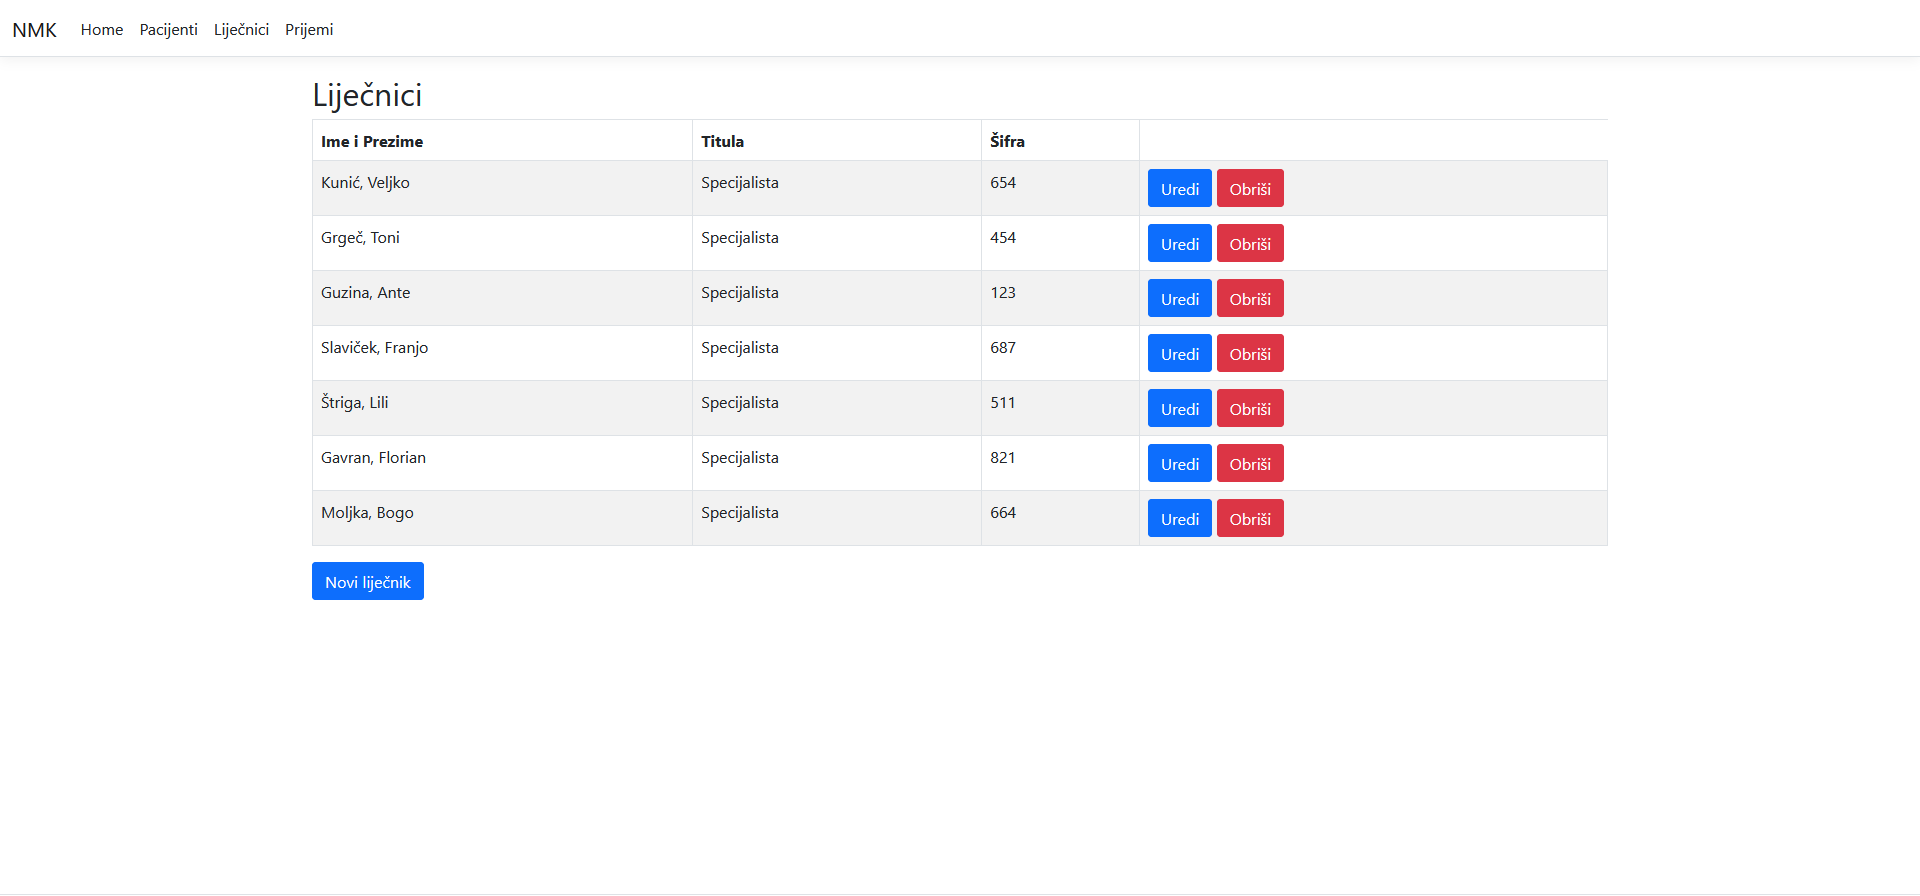 NMK Home Pacijenti Liječnici Prijemi
Liječnici
Ime i Prezime Titula Šifra
Kunić, Veljko Specijalista 654 Uredi Obriši
Grgeč, Toni Specijalista 454 Uredi Obriši
Guzina, Ante Specijalista 123 Uredi Obriši
Slaviček, Franjo Specijalista 687 Uredi Obriši
Štriga, Lili Specijalista 511 Uredi Obriši
Gavran, Florian Specijalista 821 Uredi Obriši
Moljka, Bogo Specijalista 664 Uredi Obriši
Novi liječnik